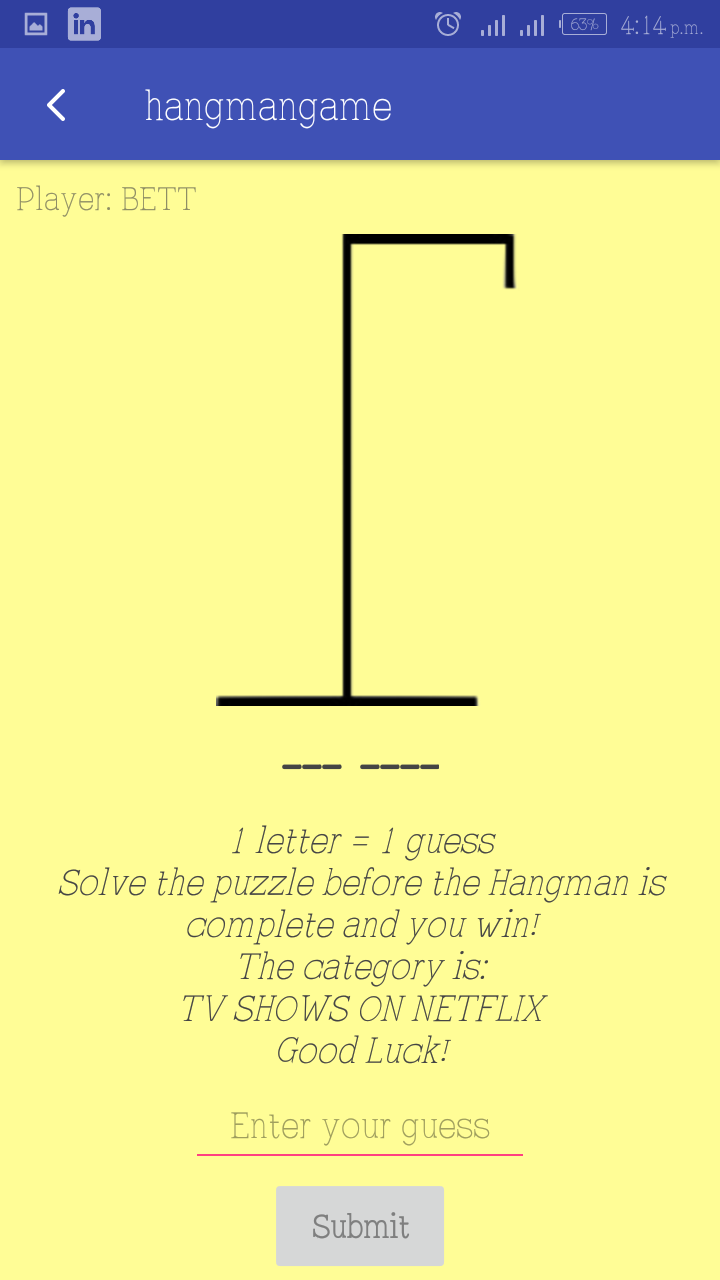 in 63% 4:14 p.m.
hangmangame
Player: BETT
___ ____
1 letter = 1 guess
Solve the puzzle before the Hangman is
complete and you win!
The category is:
TV SHOWS ON NETFLIX
Good Luck!
Enter your guess
Submit